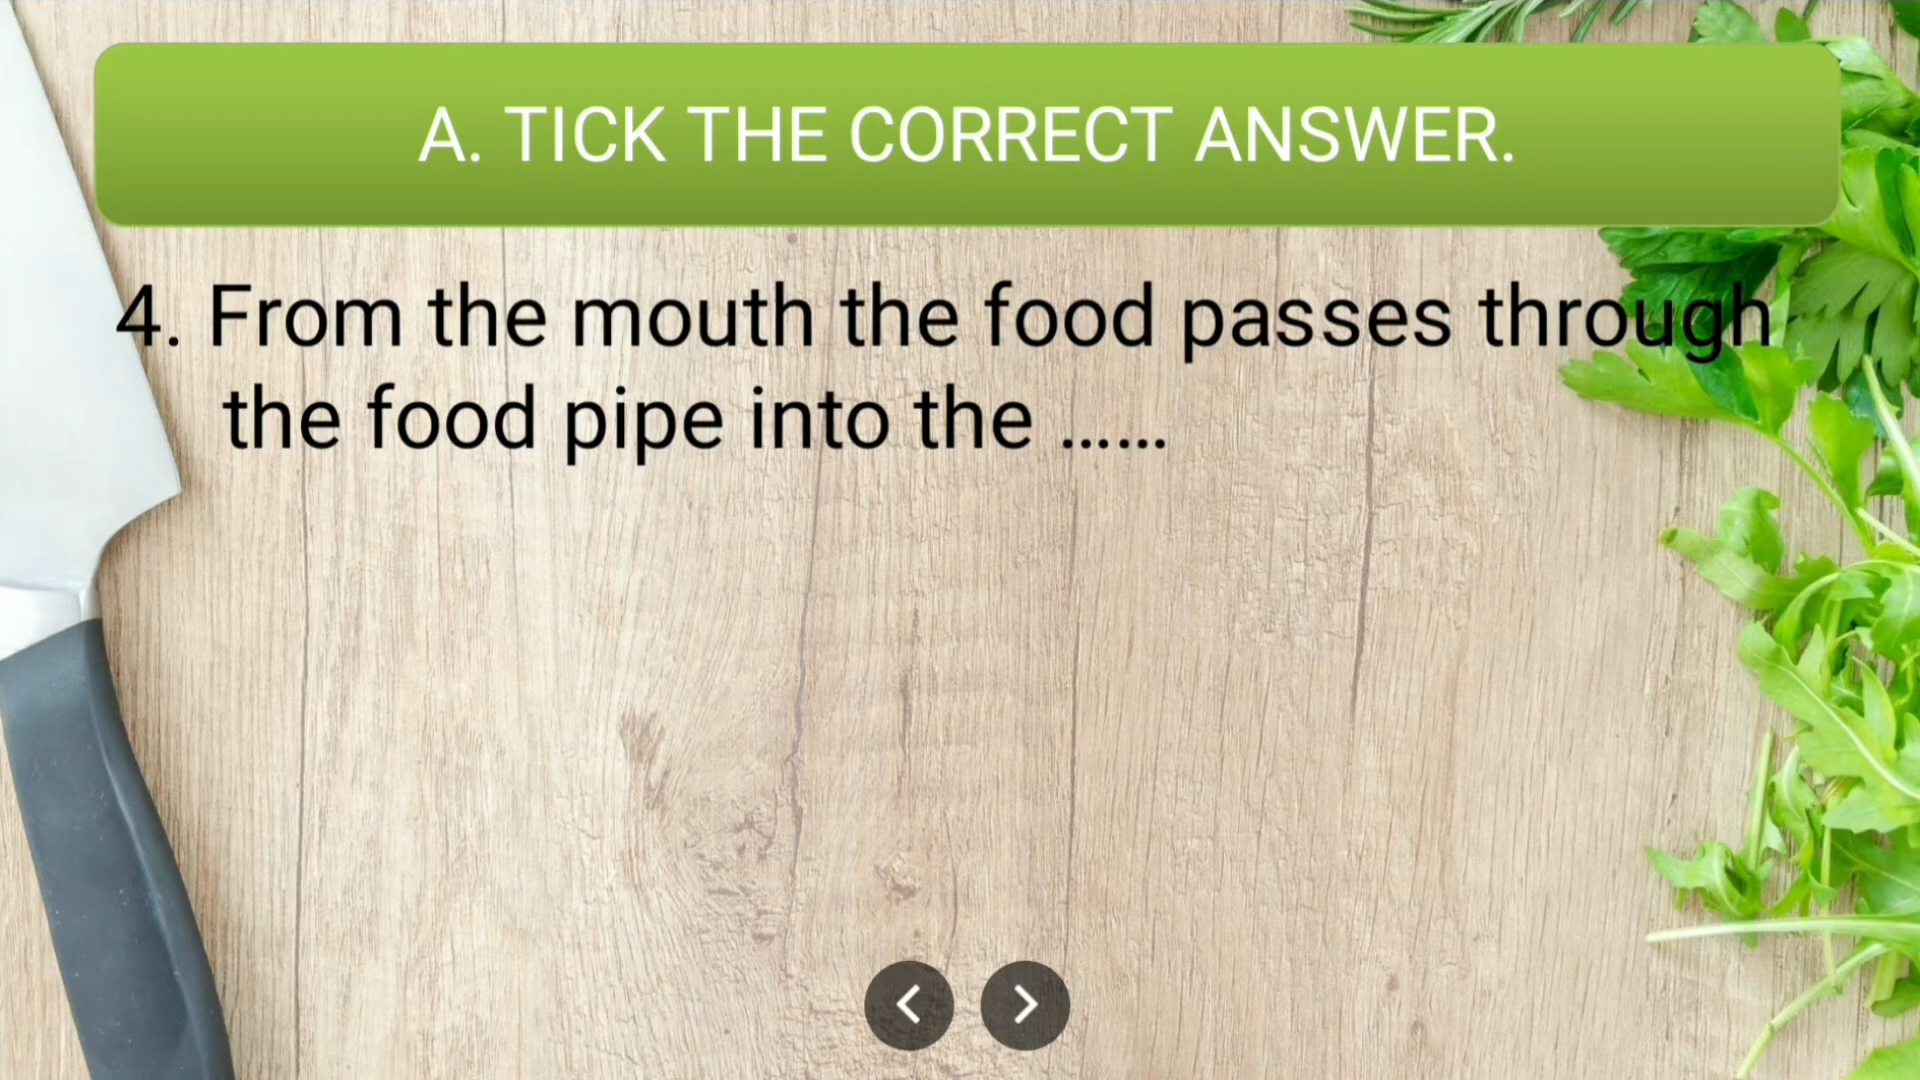 A. TICK THE CORRECT ANSWER.
4. From the mouth the food passes through
the food pipe into the ......